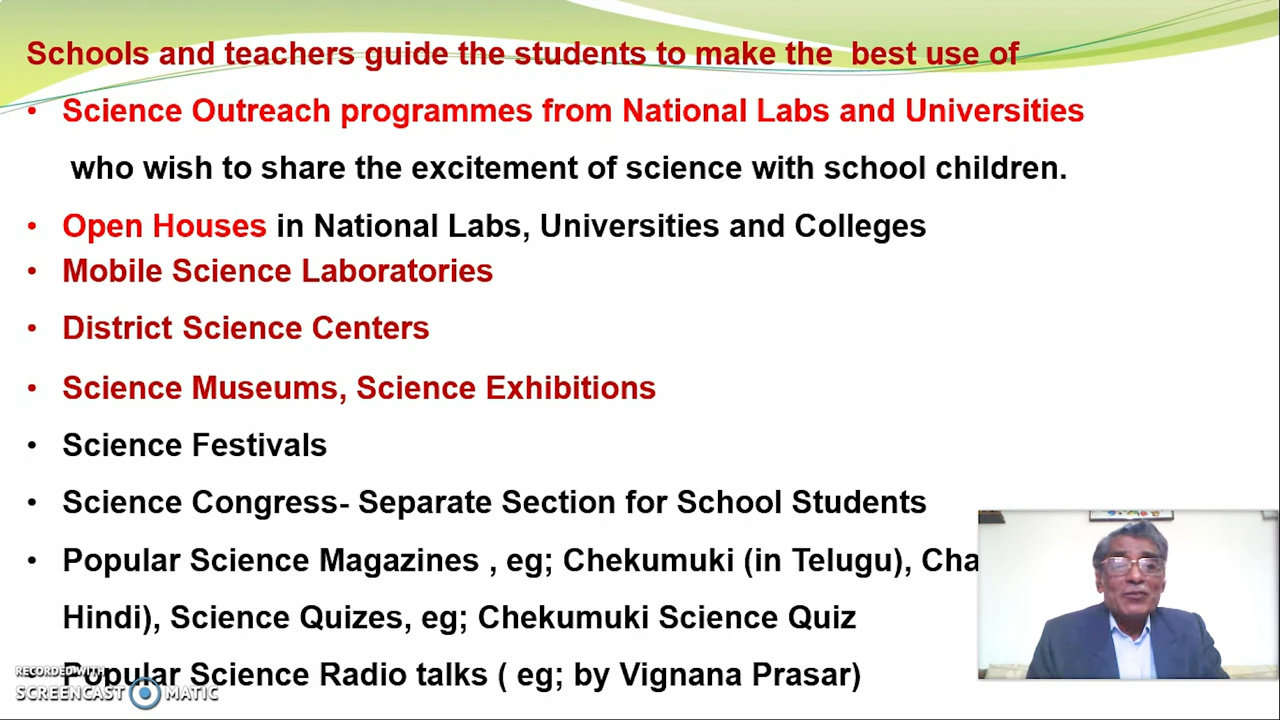 Schools and teachers guide the students to make the best use of
• Science Outreach programmes from National Labs and Universities
who wish to share the excitement of science with school children.
• Open Houses in National Labs, Universities and Colleges
• Mobile Science Laboratories
• District Science Centers
• Science Museums, Science Exhibitions
• Science Festivals
• Science Congress- Separate Section for School Students
• Popular Science Magazines , eg; Chekumuki (in Telugu),
Hindi), Science Quizes, eg; Chekumuki Science Quiz
Popular Science Radio talks ( eg; by Vignana Prasar)
RECORDED WITH
SCREENCAST MATIC